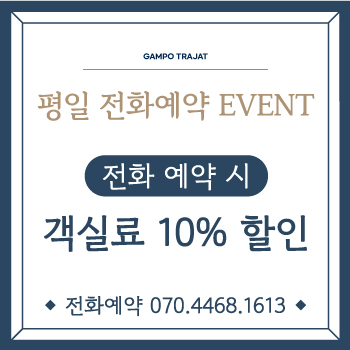 GAMPO TRAJAT
평일 전화예약 EVENT
전화 예약 시
객실료 10% 할인
◆ 전화예약 070.4468.1613 ◆